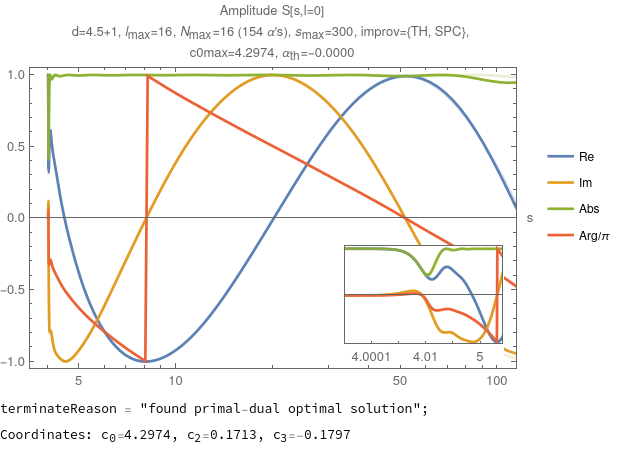 Amplitude S[s,l=0]
d=4.5+1, lmax=16, Nmax=16 (154 α's), smax=300, improv={TH, SPC},
c0max=4.2974, αth=−0.0000
1.0
0.5
0.0
−0.5
−1.0
s
Re
Im
Abs
Arg/π
4.0001 4.01 5
5 10 50 100
terminateReason = "found primal-dual optimal solution";
Coordinates: c0=4.2974, c2=0.1713, c3=−0.1797